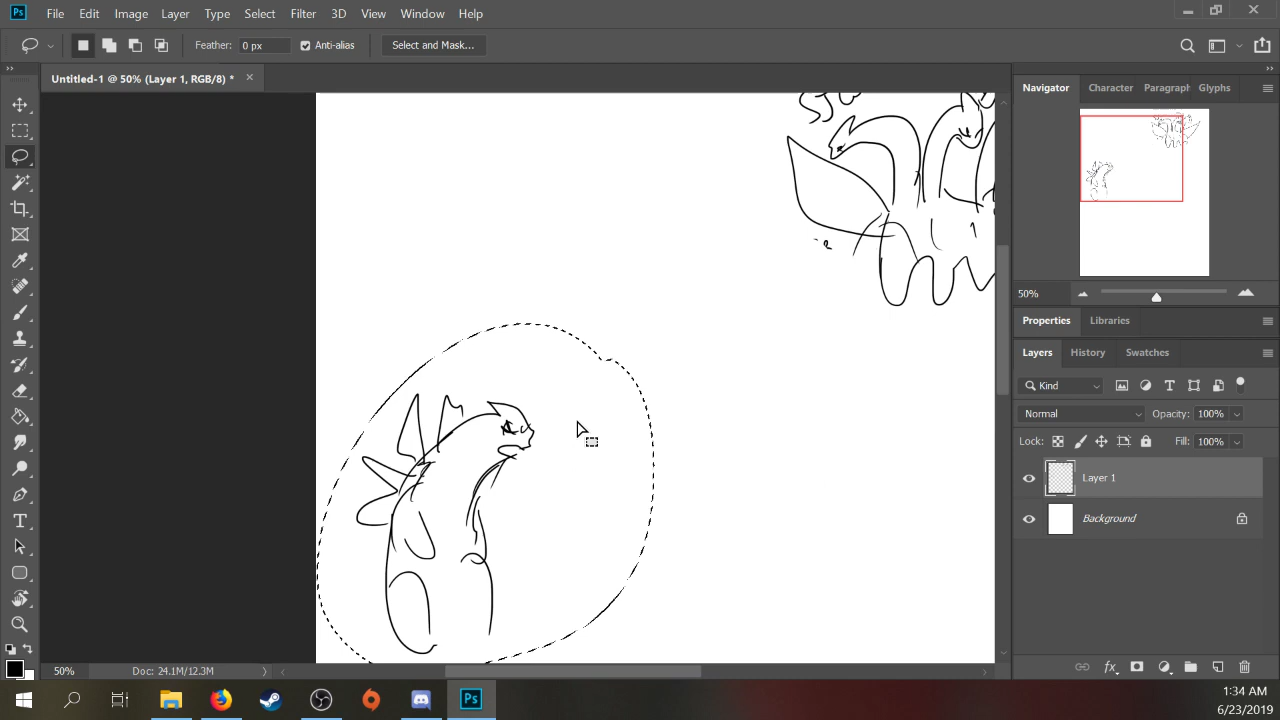 Ps File Edit Image Layer Type Select Filter 3D View Window Help
Feather: 0 px Anti-alias Select and Mask...
Untitled-1 @ 50% (Layer 1, RGB/8) *
Navigator Character Paragraph Glyphs
50%
Properties Libraries
Layers History Swatches
Kind
Normal Opacity: 100%
Lock: Fill: 100%
Layer 1
Background
50% Doc: 24.1M/12.3M
Ps
1:34 AM
6/23/2019